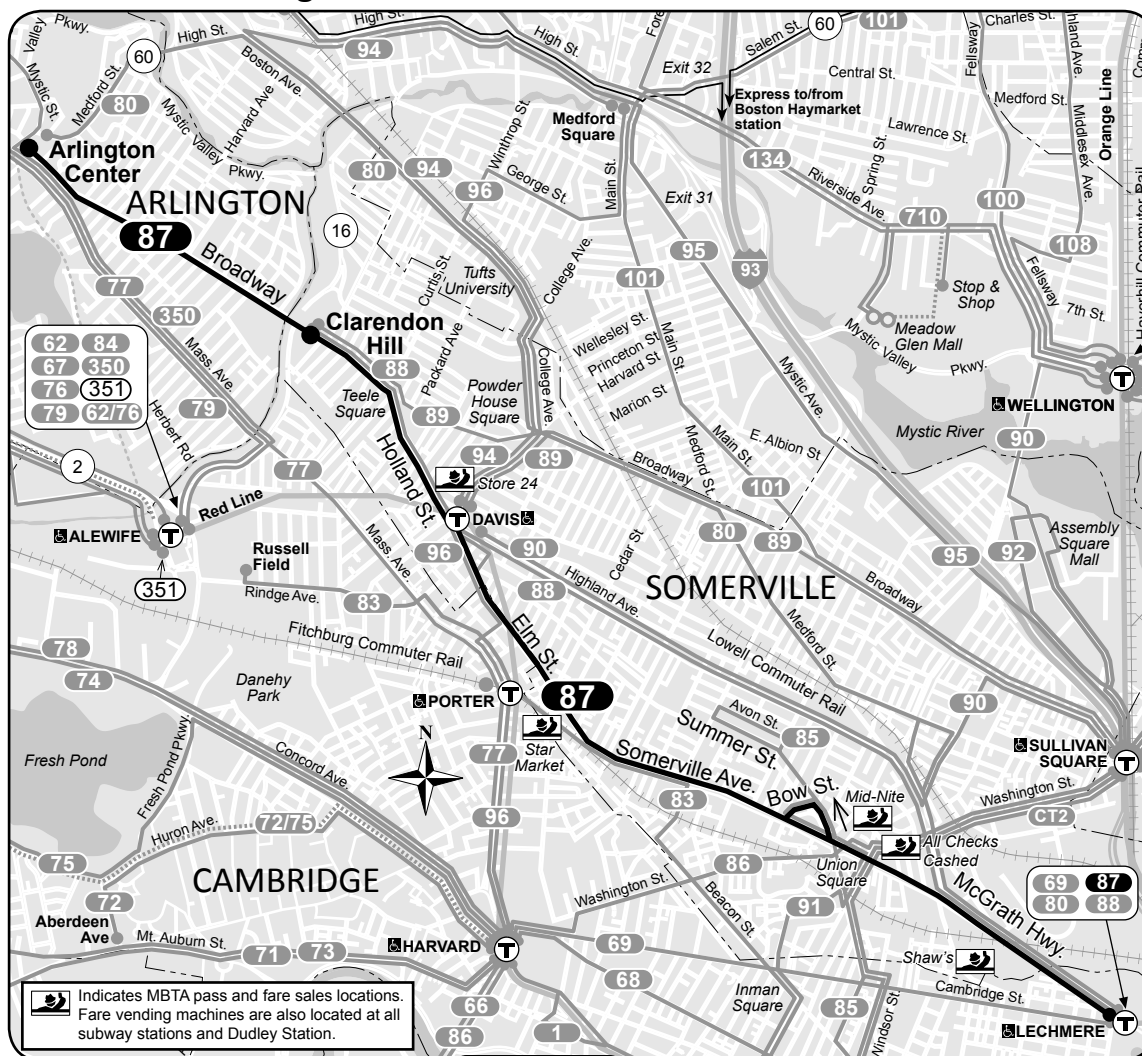 High St.
Valley
Pkwy.
60
High St.
94
Boston Ave.
High St.
Salem St.
60
101
Charles St.
Fellsway
Orange Line
Exit 32
Medford St.
80
Mystic St.
Harvard Ave
Mystic
Valley
Pkwy.
Express to/from
Boston Haymarket
station
Central St.
Medford St.
Middlesex Ave.
Medford
Square
Lawrence St.
Winthrop St.
Arlington
Center
134
Spring St.
80
94
96
George St.
Main St.
Riverside Ave.
ARLINGTON
87
Broadway
16
Exit 31
710
100
108
Curtis St.
Tufts
University
College Ave.
101
95
93
Fellsway
77
350
Stop &
Shop
7th St.
Clarendon
Hill
88
Packard Ave
Wellesley St.
Princeton St.
Harvard St.
Marion St
Main St.
Meadow
Glen Mall
Mystic Valley
Pkwy.
T
62 84
67 350
76 351
79 62/76
Mass. Ave.
Teele
Square
Powder
House
Square
College Ave.
Mystic Ave.
WELLINGTON
Herbert Rd.
79
89
Mystic River
77
Holland St.
94
89
Broadway
Medford St.
Main St.
E. Albion St
90
2
Store 24
101
Red Line
ALEWIFE
T
T
DAVIS
80
89
Russell
Field
Mass. Ave.
96
90
Cedar St
95
92
Assembly
Square
Mall
351
Rindge Ave.
83
88
Highland Ave.
SOMERVILLE
Broadway
Fitchburg Commuter Rail
Elm St.
Medford St.
78
74
Lowell Commuter Rail
Danehy
Park
PORTER
T
87
90
Avon St.
85
Fresh Pond
Fresh Pond Pkwy.
Concord Ave.
N
77
Star
Market
Somerville Ave.
Summer St.
SULLIVAN
SQUARE
T
Bow St.
Mid-Nite
Washington St.
83
Huron Ave.
72/75
96
CT2
75
All Checks
Cashed
86
Union
Square
CAMBRIDGE
69 87
80 88
72
Aberdeen
Ave
Washington St.
Beacon St.
91
McGrath Hwy.
Mt. Auburn St.
71
73
HARVARD
T
69
Shaw's
68
Cambridge St.
Indicates MBTA pass and fare sales locations.
Fare vending machines are also located at all
subway stations and Dudley Station.
66
86
1
Inman
Square
85
Windsor St.
LECHMERE
T